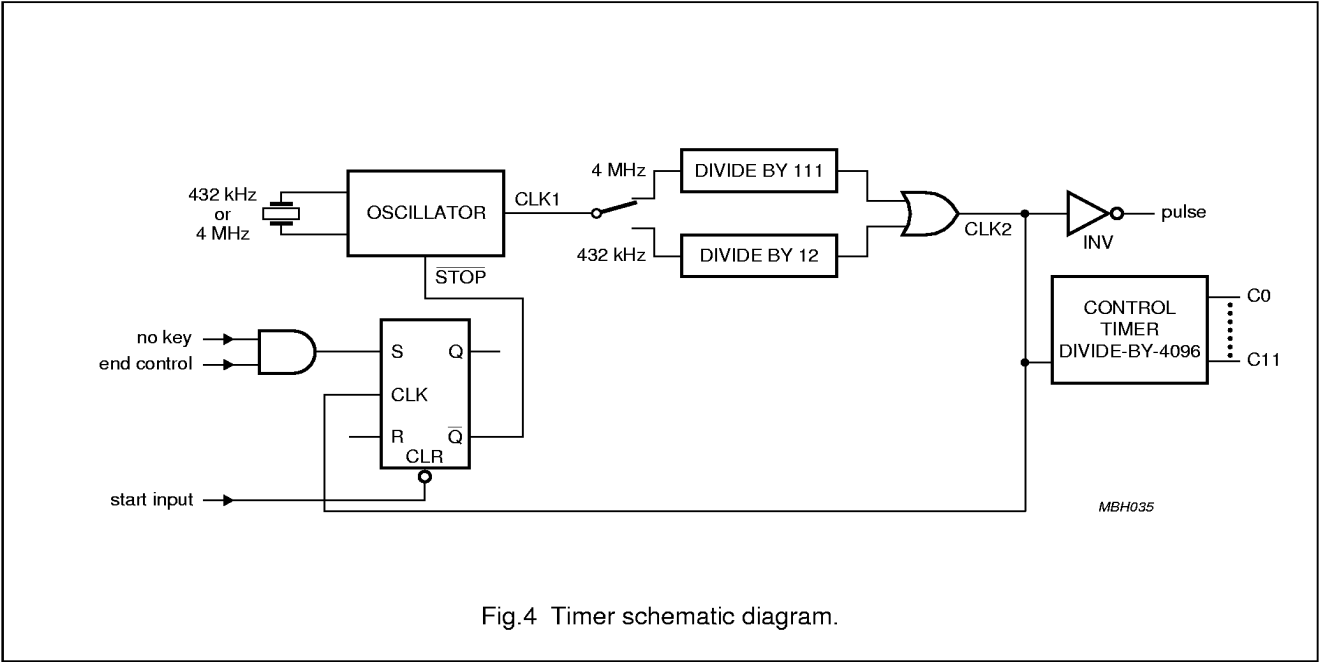 432 kHz
or
4 MHz
OSCILLATOR
CLK1
STOP
4 MHz
432 kHz
DIVIDE BY 111
DIVIDE BY 12
CLK2
INV
pulse
CONTROL
TIMER
DIVIDE-BY-4096
C0
C11
no key
end control
S
Q
CLK
R
Q
CLR
start input
MBH035
Fig.4 Timer schematic diagram.